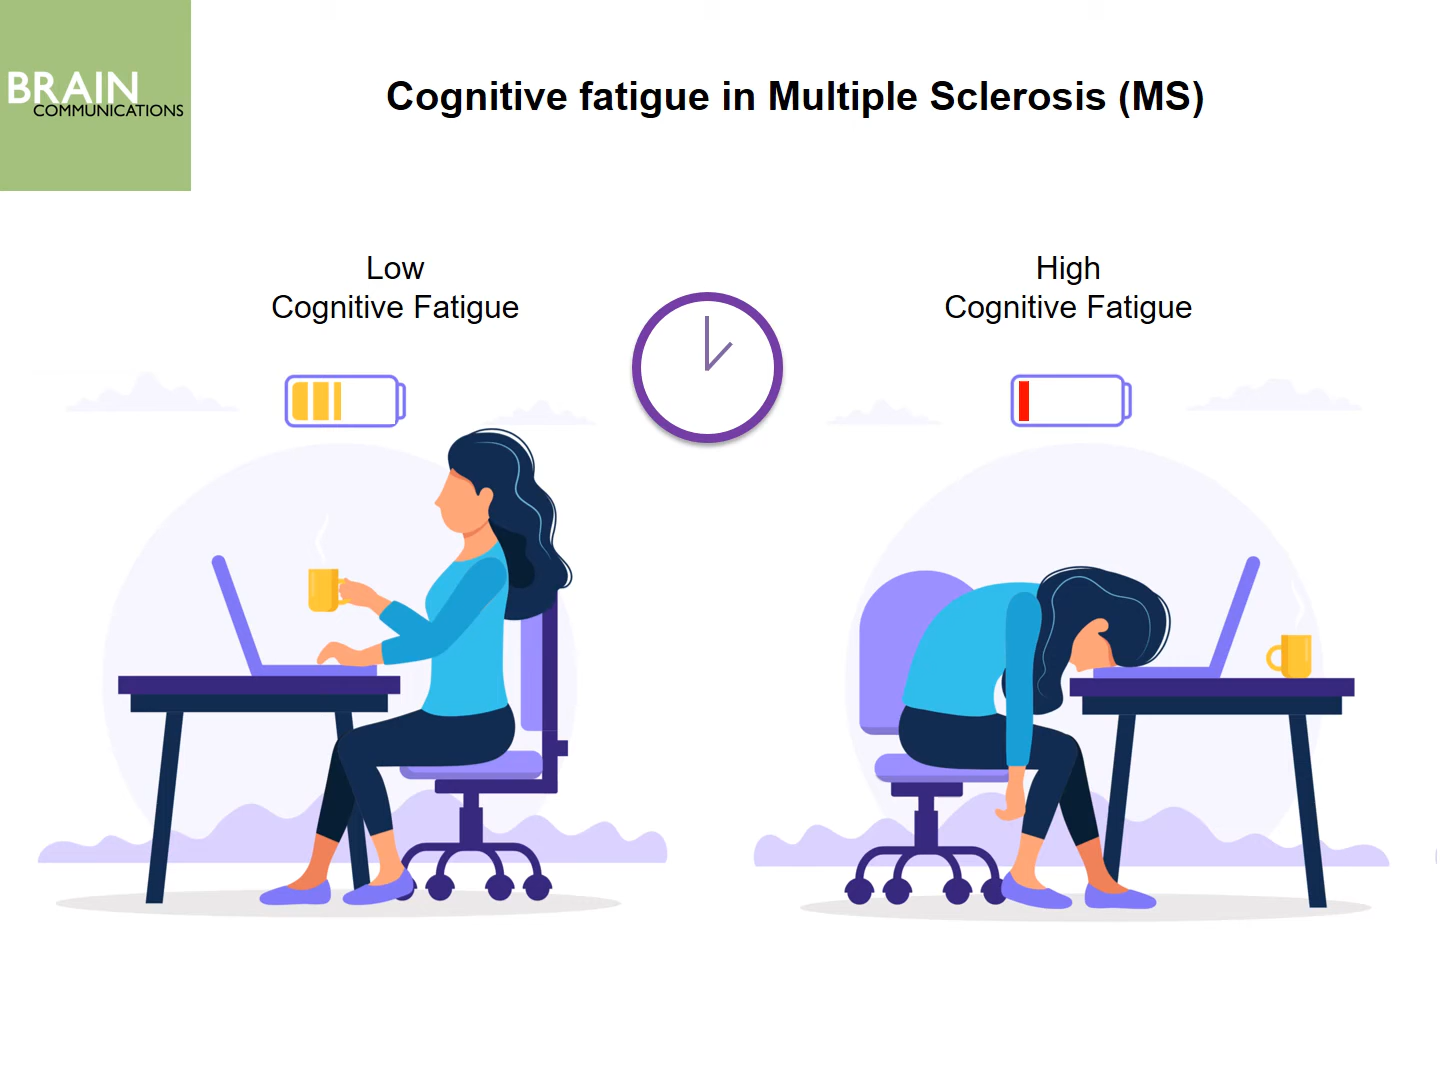 BRAIN
COMMUNICATIONS
Cognitive fatigue in Multiple Sclerosis (MS)
Low
Cognitive Fatigue
High
Cognitive Fatigue